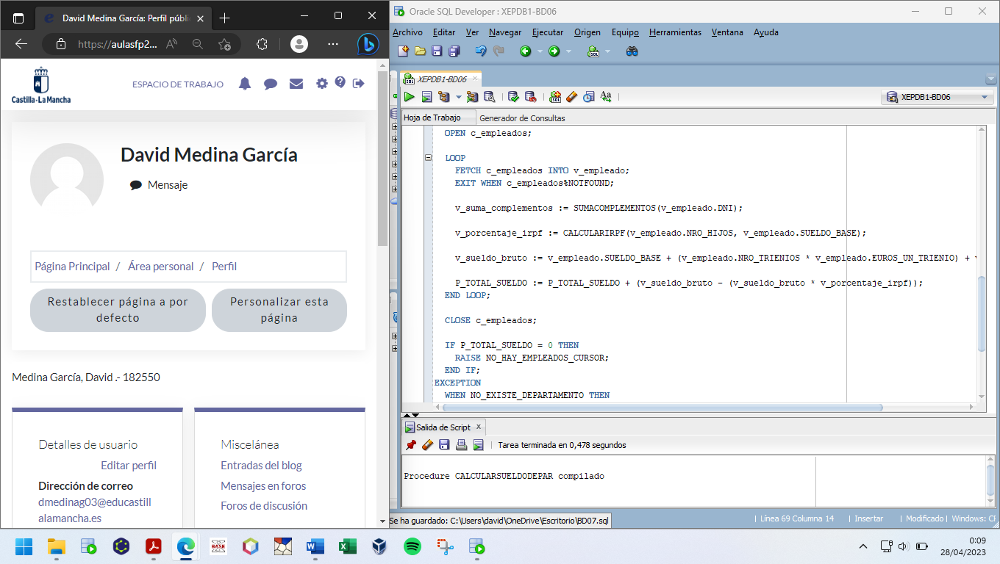 David Medina García: Perfil públi
https://aulasfp2...
Castilla-La Mancha
ESPACIO DE TRABAJO
David Medina García
Mensaje
Página Principal / Área personal / Perfil
Restablecer página a por
defecto
Personalizar esta
página
Medina García, David .- 182550
Detalles de usuario
Editar perfil
Dirección de correo
dmedinag03@educastill
alamancha.es
Miscelánea
Entradas del blog
Mensajes en foros
Foros de discusión
Oracle SQL Developer : XEPDB1-BD06
Archivo Editar Ver Navegar Ejecutar Origen Equipo Herramientas Ventana Ayuda
XEPDB1-BD06
XEPDB1-BD06
Hoja de Trabajo Generador de Consultas
OPEN c_empleados;
LOOP
FETCH c_empleados INTO v_empleado;
EXIT WHEN c_empleados%NOTFOUND;
v_suma_complementos := SUMACOMPLEMENTOS(v_empleado.DNI);
v_porcentaje_irpf := CALCULARIRPF(v_empleado.NRO_HIJOS, v_empleado.SUELDO_BASE);
v_sueldo_bruto := v_empleado.SUELDO_BASE + (v_empleado.NRO_TRIENIOS * v_empleado.EUROS_UN_TRIENIO) +
P_TOTAL_SUELDO := P_TOTAL_SUELDO + (v_sueldo_bruto - (v_sueldo_bruto * v_porcentaje_irpf));
END LOOP;
CLOSE c_empleados;
IF P_TOTAL_SUELDO = 0 THEN
RAISE NO_HAY_EMPLEADOS_CURSOR;
END IF;
EXCEPTION
WHEN NO_EXISTE_DEPARTAMENTO THEN
Salida de Script x
Tarea terminada en 0,478 segundos
Procedure CALCULARSUELDODEPAR compilado
Se ha guardado: C:\Users\david\OneDrive\Escritorio\BD07.sql
Línea 69 Columna 14 | Insertar | Modificado | Windows: CR
0:09
28/04/2023